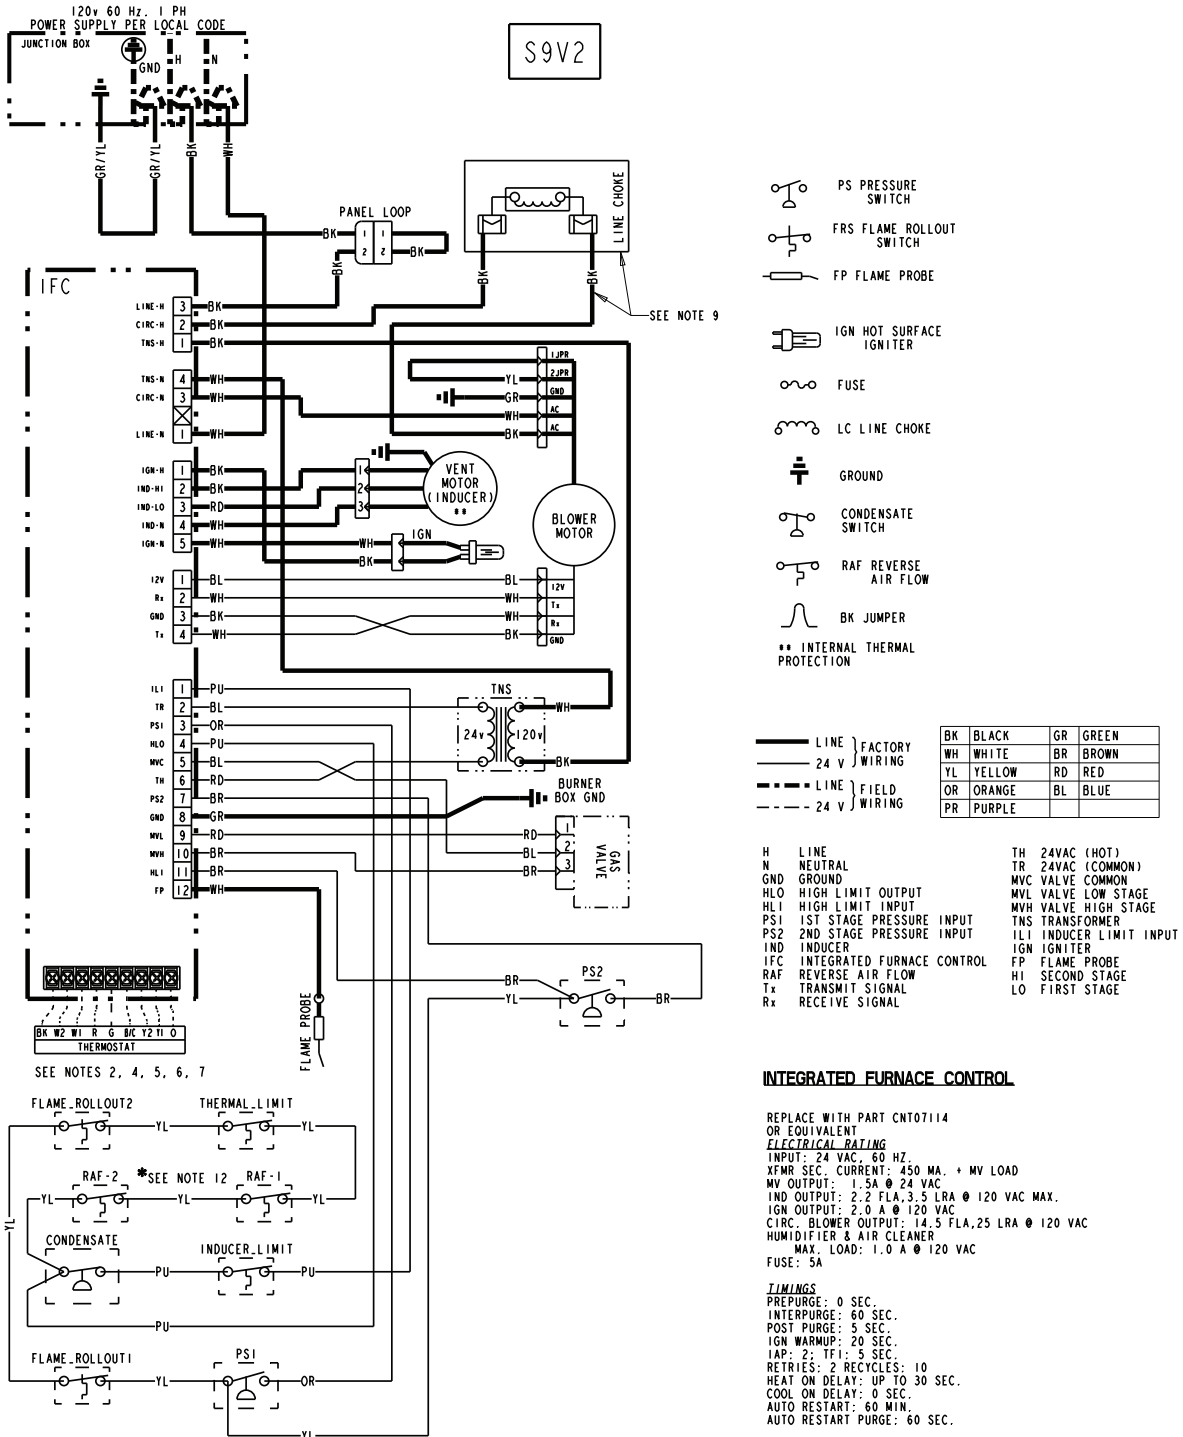 120v 60 Hz. 1 PH
POWER SUPPLY PER LOCAL CODE
JUNCTION BOX
GND
H
N
GR/YL
GR/YL
BK
WH
S9V2
PANEL LOOP
BK
1 1
2 2
BK
BK
LINE CHOKE
BK
BK
SEE NOTE 9
IFC
LINE-H 3 BK
CIRC-H 2 BK
TNS-H 1 BK
TNS-N 4 WH
CIRC-N 3 WH
LINE-N 1 WH
IGN-H 1 BK
IND-HI 2 BK
IND-LO 3 RD
IND-N 4 WH
IGN-N 5 WH
12V 1 BL
Rx 2 WH
GND 3 BK
Tx 4 WH
1JPR
YL 2JPR
GR GND
WH AC
BK AC
1
2
3
VENT
MOTOR
(INDUCER)
**
WH IGN
BK
BLOWER
MOTOR
BL 12V
WH Tx
WH Rx
BK GND
ILI 1 PU
TR 2 BL
PS1 3 OR
HLO 4 PU
MVC 5 BL
TH 6 RD
PS2 7 BR
GND 8 GR
MVL 9 RD
MVH 10 BR
HLI 11 BR
FP 12 WH
TNS
24v 120v
WH
BK
BURNER
BOX GND
RD 1
BL 2
BR 3
GAS
VALVE
FLAME PROBE
BR
YL
PS2
BR
BK W2 W1 R G B/C Y2 Y1 O
THERMOSTAT
SEE NOTES 2, 4, 5, 6, 7
FLAME_ROLLOUT2
YL
THERMAL_LIMIT
YL
RAF-2
*SEE NOTE 12
RAF-1
YL
YL
YL
YL
CONDENSATE
PU
INDUCER_LIMIT
PU
PU
FLAME_ROLLOUT1
YL
PS1
OR
YL
PS PRESSURE
SWITCH
FRS FLAME ROLLOUT
SWITCH
FP FLAME PROBE
IGN HOT SURFACE
IGNITER
FUSE
LC LINE CHOKE
GROUND
CONDENSATE
SWITCH
RAF REVERSE
AIR FLOW
BK JUMPER
** INTERNAL THERMAL
PROTECTION
LINE
24 V
FACTORY
WIRING
LINE
24 V
FIELD
WIRING
BK BLACK GR GREEN
WH WHITE BR BROWN
YL YELLOW RD RED
OR ORANGE BL BLUE
PR PURPLE
H LINE
N NEUTRAL
GND GROUND
HLO HIGH LIMIT OUTPUT
HLI HIGH LIMIT INPUT
PS1 1ST STAGE PRESSURE INPUT
PS2 2ND STAGE PRESSURE INPUT
IND INDUCER
IFC INTEGRATED FURNACE CONTROL
RAF REVERSE AIR FLOW
Tx TRANSMIT SIGNAL
Rx RECEIVE SIGNAL
TH 24VAC (HOT)
TR 24VAC (COMMON)
MVC VALVE COMMON
MVL VALVE LOW STAGE
MVH VALVE HIGH STAGE
TNS TRANSFORMER
ILI INDUCER LIMIT INPUT
IGN IGNITER
FP FLAME PROBE
HI SECOND STAGE
LO FIRST STAGE
INTEGRATED FURNACE CONTROL
REPLACE WITH PART CNT07114
OR EQUIVALENT
ELECTRICAL RATING
INPUT: 24 VAC, 60 HZ.
XFMR SEC. CURRENT: 450 MA. + MV LOAD
MV OUTPUT: 1.5A @ 24 VAC
IND OUTPUT: 2.2 FLA,3.5 LRA @ 120 VAC MAX.
IGN OUTPUT: 2.0 A @ 120 VAC
CIRC. BLOWER OUTPUT: 14.5 FLA,25 LRA @ 120 VAC
HUMIDIFIER & AIR CLEANER
MAX. LOAD: 1.0 A @ 120 VAC
FUSE: 5A
TIMINGS
PREPURGE: 0 SEC.
INTERPURGE: 60 SEC.
POST PURGE: 5 SEC.
IGN WARMUP: 20 SEC.
IAP: 2; TFI: 5 SEC.
RETRIES: 2 RECYCLES: 10
HEAT ON DELAY: UP TO 30 SEC.
COOL ON DELAY: 0 SEC.
AUTO RESTART: 60 MIN.
AUTO RESTART PURGE: 60 SEC.